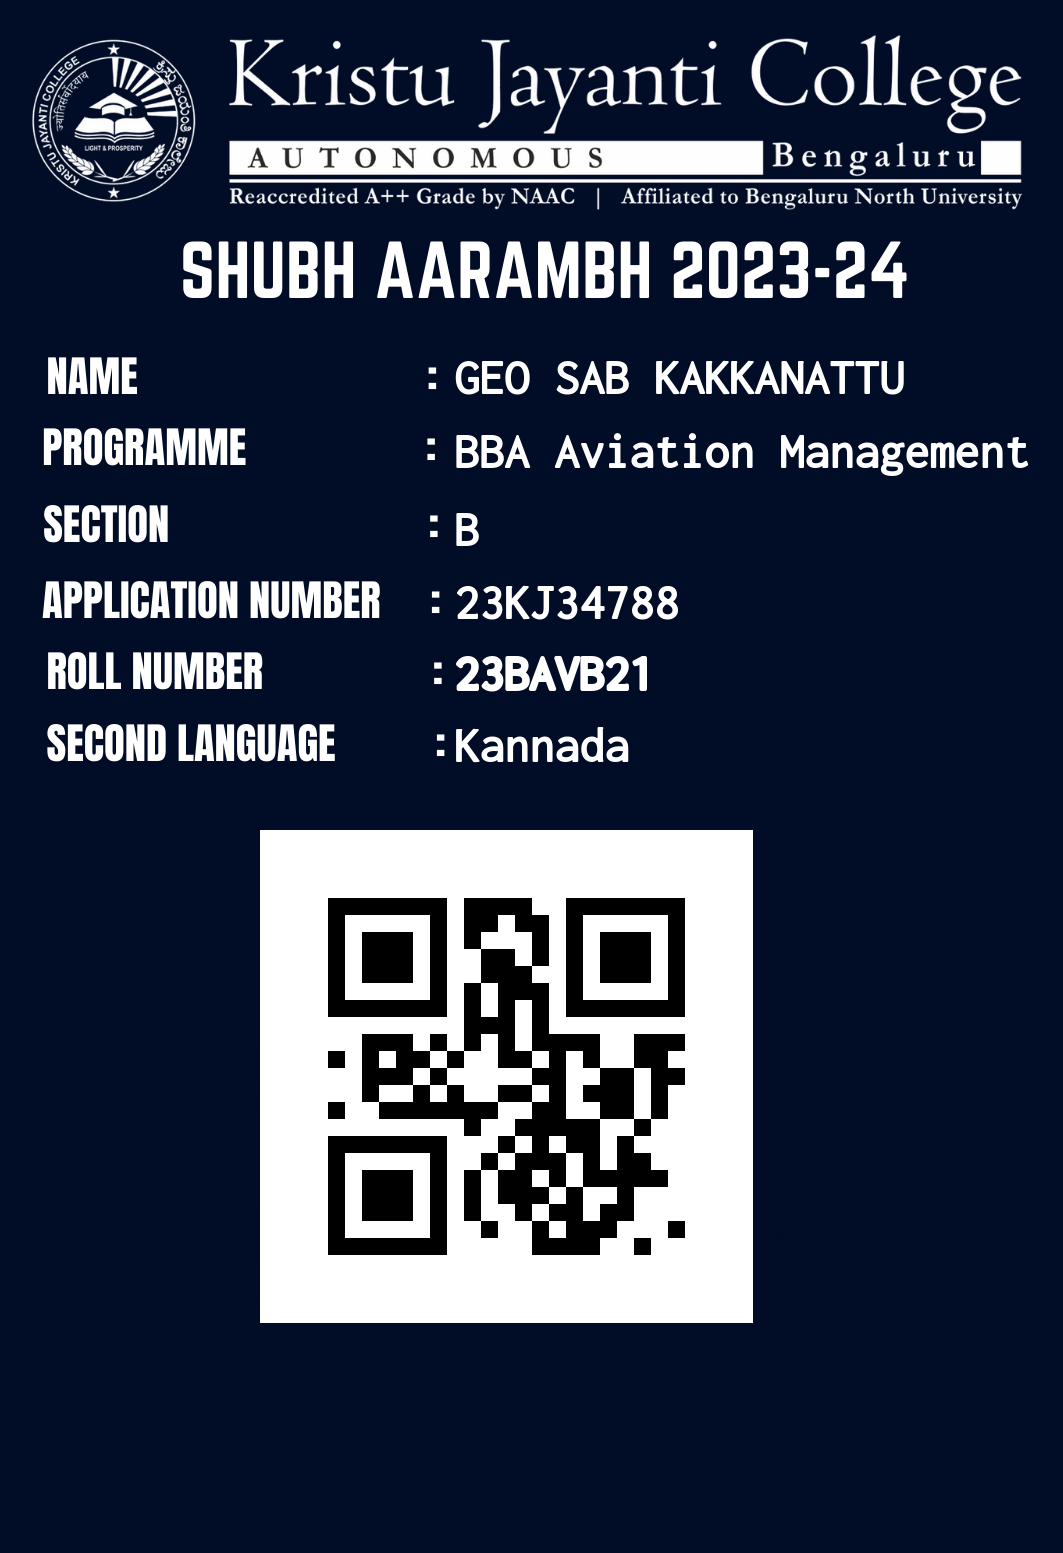 KRISTU JAYANTI COLLEGE
ಕ್ರಿಸ್ತು ಜಯಂತಿ ಕಾಲೇಜು
ज्योतिर्समृद्धि
LIGHT & PROSPERITY
Kristu Jayanti College
AUTONOMOUS Bengaluru
Reaccredited A++ Grade by NAAC | Affiliated to Bengaluru North University
SHUBH AARAMBH 2023-24
NAME : GEO SAB KAKKANATTU
PROGRAMME : BBA Aviation Management
SECTION : B
APPLICATION NUMBER : 23KJ34788
ROLL NUMBER : 23BAVB21
SECOND LANGUAGE :Kannada